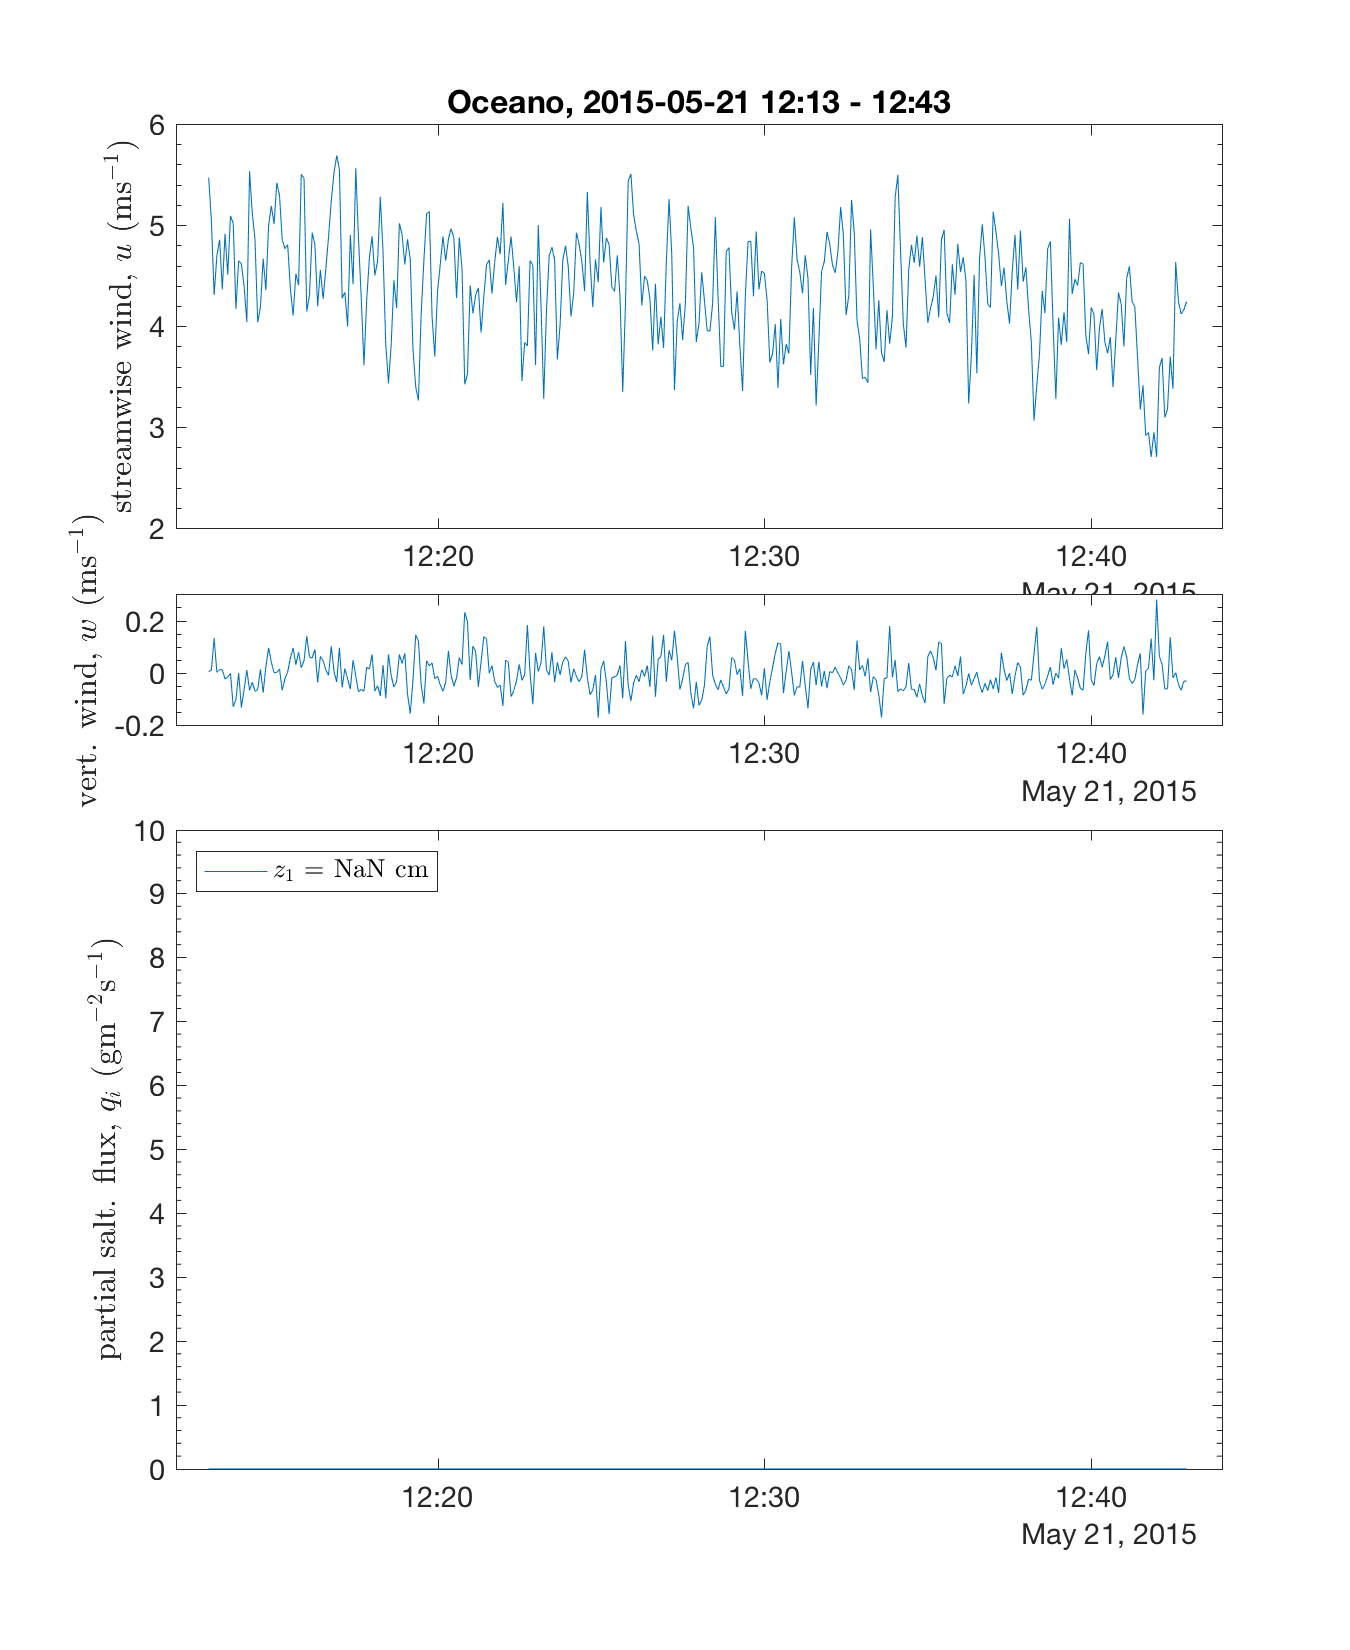 Oceano, 2015-05-21 12:13 - 12:43
streamwise wind, u (ms⁻¹)
6
5
4
3
2
12:20 12:30 12:40
May 21, 2015
vert. wind, w (ms⁻¹)
0.2
0
-0.2
12:20 12:30 12:40
May 21, 2015
partial salt. flux, qᵢ (gm⁻²s⁻¹)
10
9
8
7
6
5
4
3
2
1
0
z₁ = NaN cm
12:20 12:30 12:40
May 21, 2015